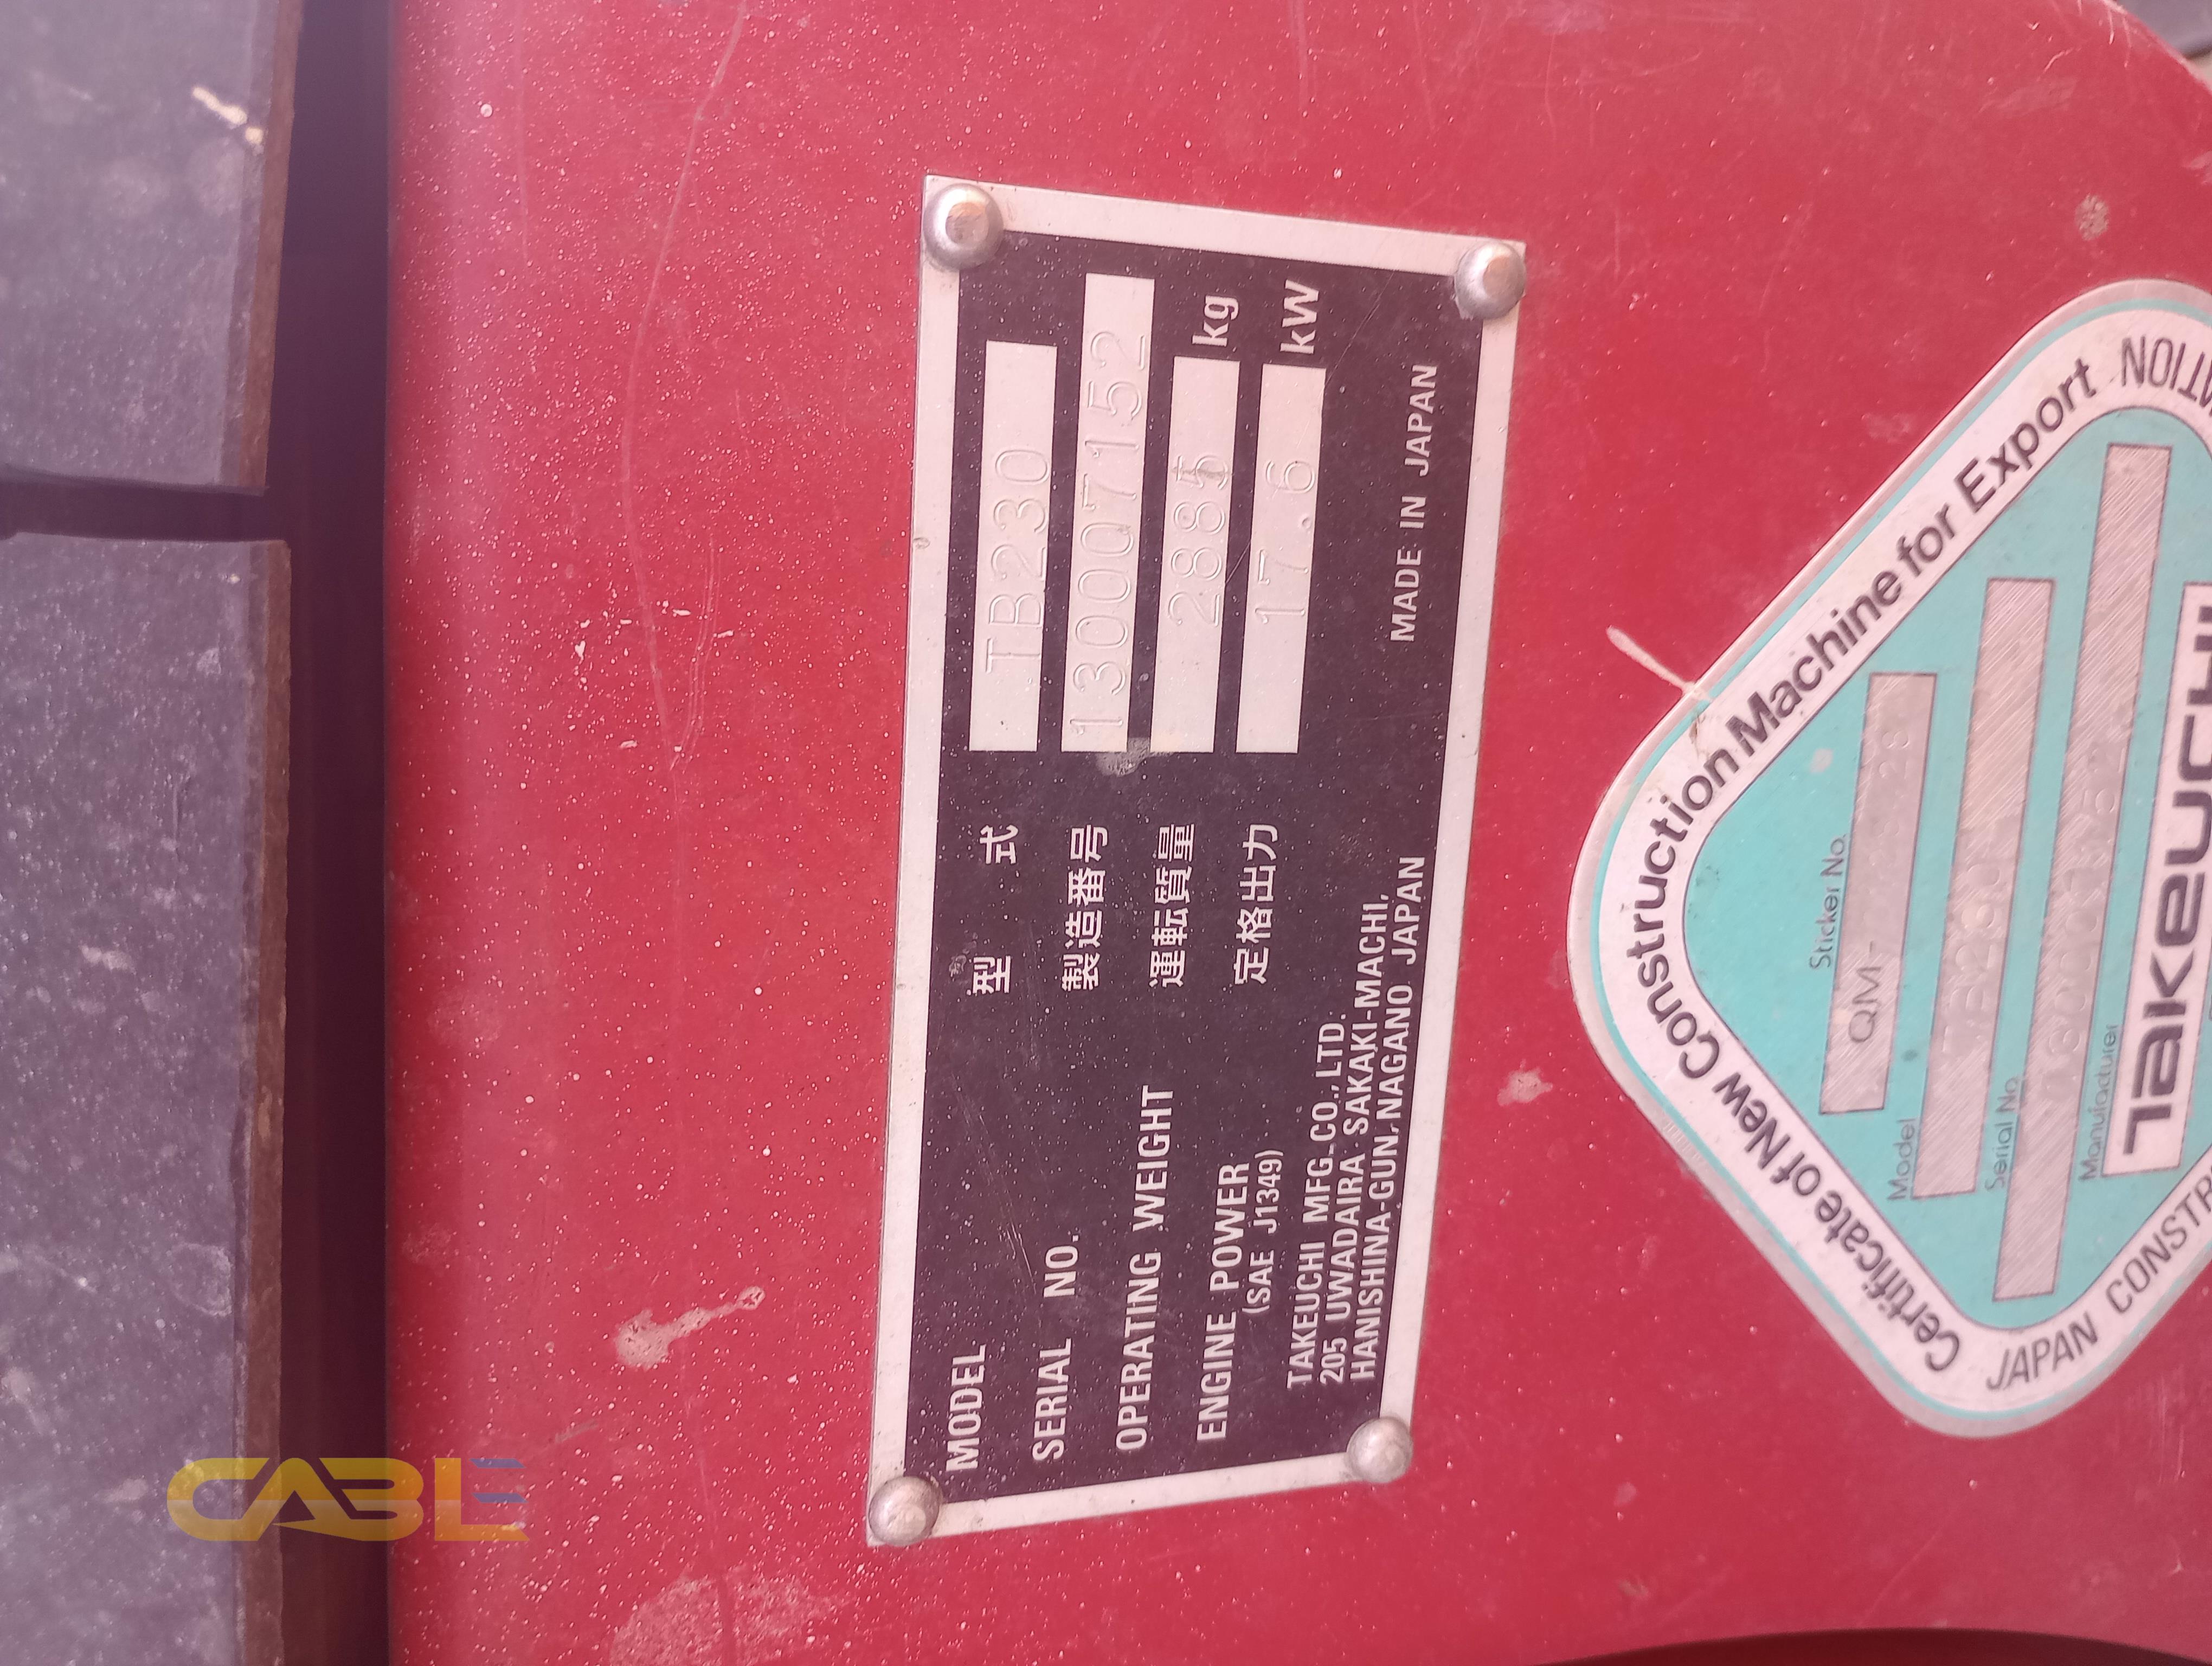 MODEL 型式 TB230
SERIAL NO. 製造番号 130007152
OPERATING WEIGHT 運転質量 2885 kg
ENGINE POWER 定格出力 17.6 kW
(SAE J1349)
TAKEUCHI MFG.CO.,LTD.
205 UWADAIRA SAKAKI-MACHI,
HANISHINA-GUN,NAGANO JAPAN
MADE IN JAPAN
Certificate of New Construction Machine for Export
Sticker No.
QM-
Model
TB230
Serial No.
Manufacturer
TAKEUCHI
JAPAN
CABLE